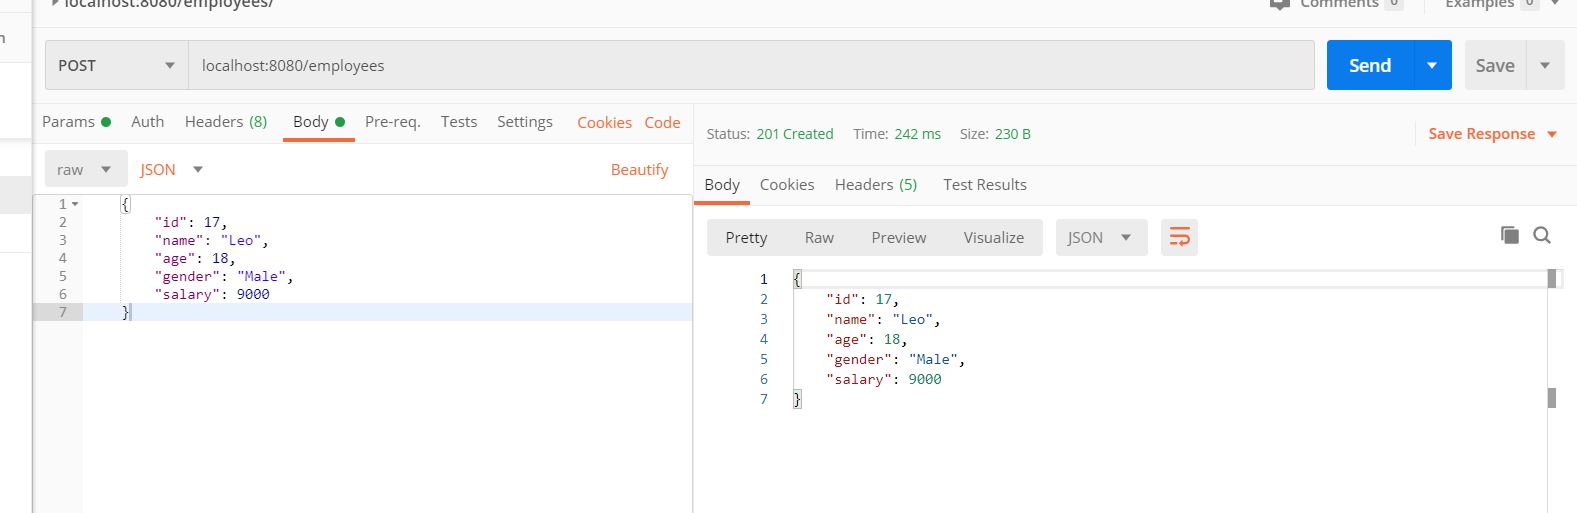 localhost:8080/employees/
Comments 0 Examples 0
n
POST localhost:8080/employees Send Save
Params Auth Headers (8) Body Pre-req. Tests Settings Cookies Code
Status: 201 Created Time: 242 ms Size: 230 B Save Response
raw JSON Beautify
Body Cookies Headers (5) Test Results
Pretty Raw Preview Visualize JSON
1 {
2 "id": 17,
3 "name": "Leo",
4 "age": 18,
5 "gender": "Male",
6 "salary": 9000
7 }
1 {
2 "id": 17,
3 "name": "Leo",
4 "age": 18,
5 "gender": "Male",
6 "salary": 9000
7 }